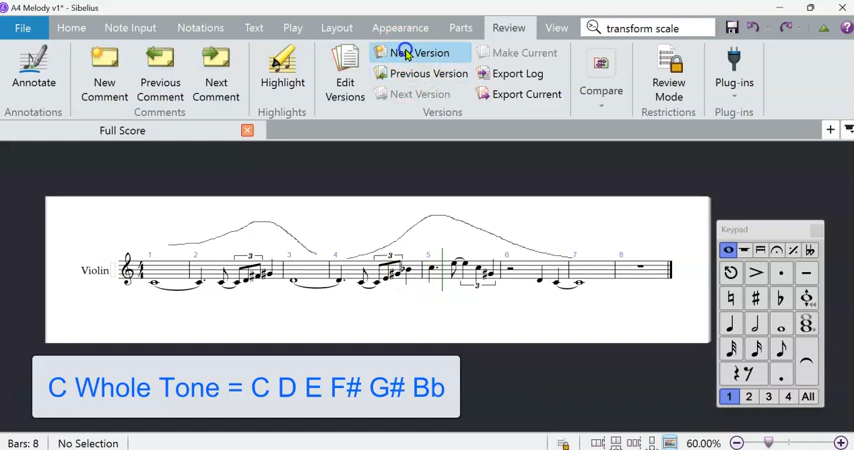 A4 Melody v1* - Sibelius
File Home Note Input Notations Text Play Layout Appearance Parts Review View transform scale
Annotate
New Comment
Previous Comment
Next Comment
Highlight
Edit Versions
New Version
Previous Version
Next Version
Make Current
Export Log
Export Current
Compare
Review Mode
Plug-ins
Annotations Comments Highlights Versions Restrictions Plug-ins
Full Score
Keypad
1 2 3 4 5 6 7 8
3 3
Violin
3
C Whole Tone = C D E F# G# Bb
1 2 3 4 All
Bars: 8 No Selection 60.00%